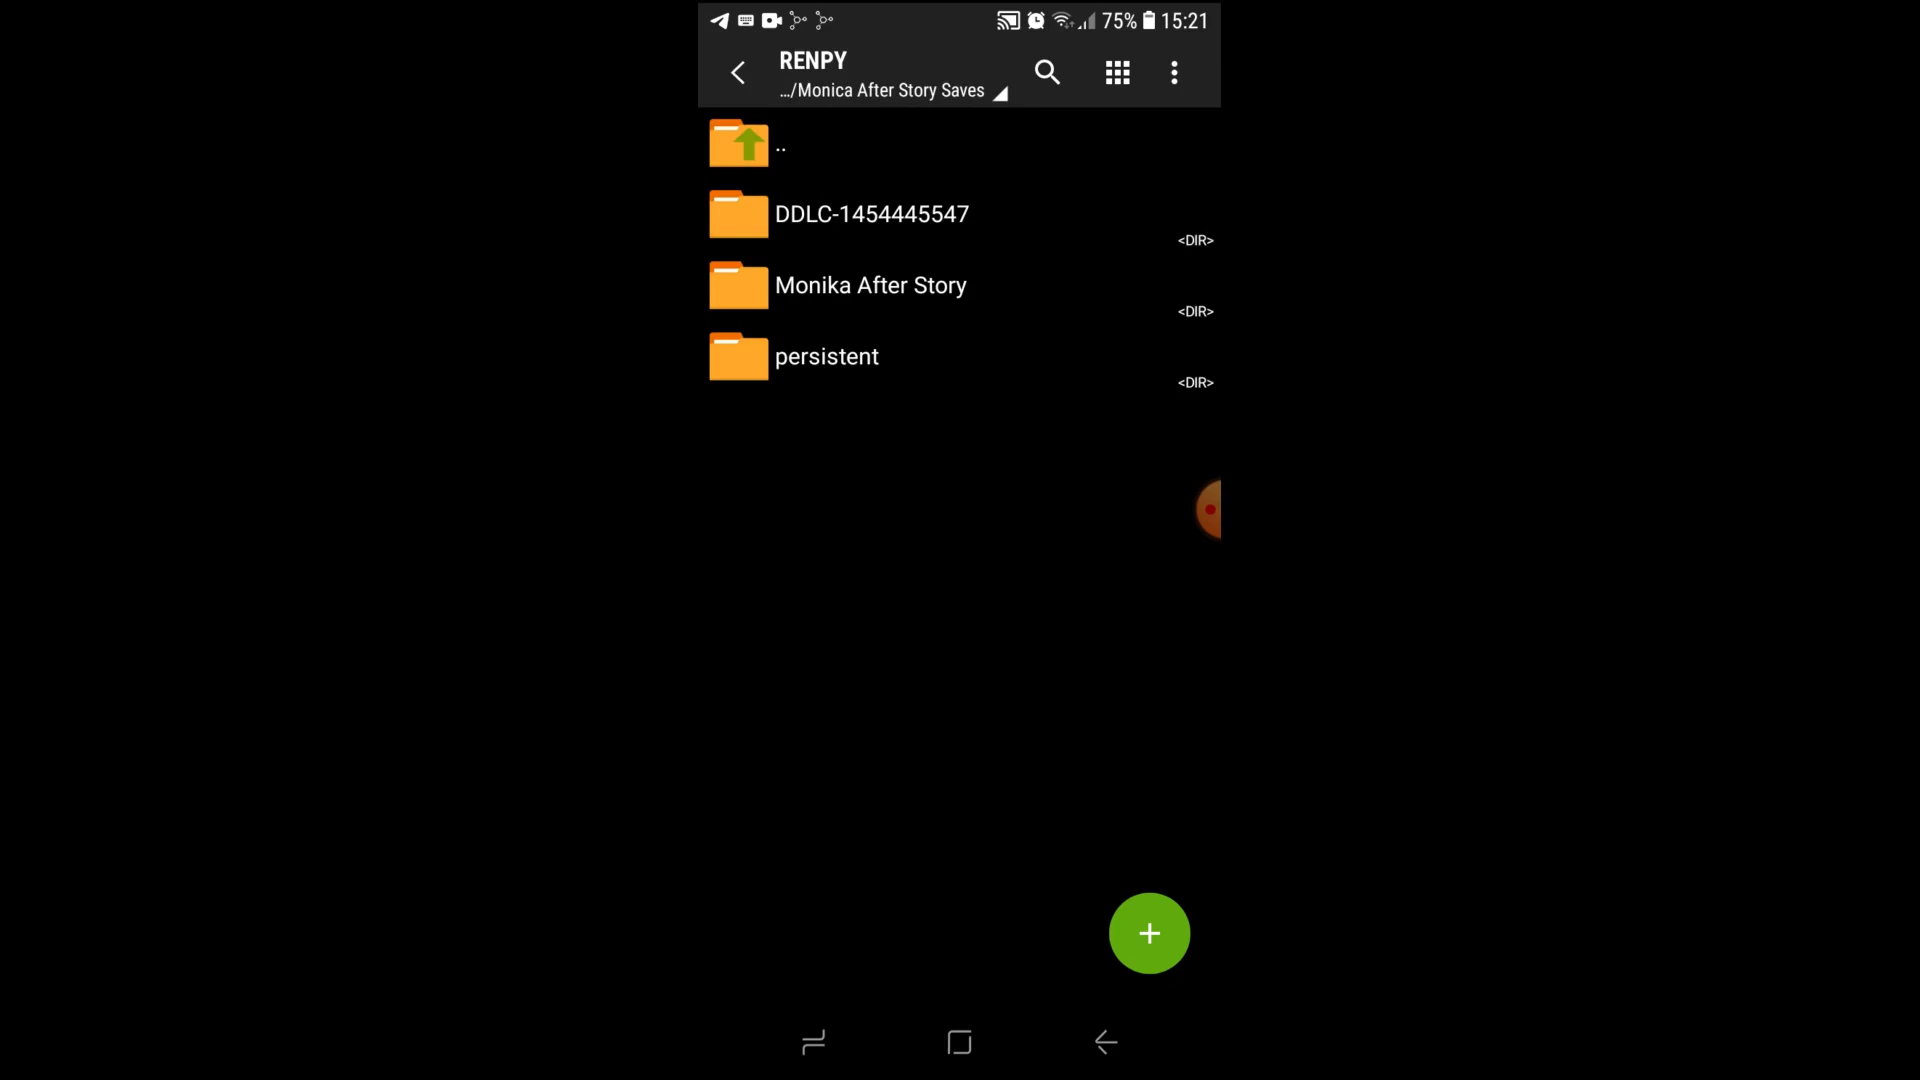 75% 15:21
RENPY
.../Monica After Story Saves
..
DDLC-1454445547
<DIR>
Monika After Story
<DIR>
persistent
<DIR>